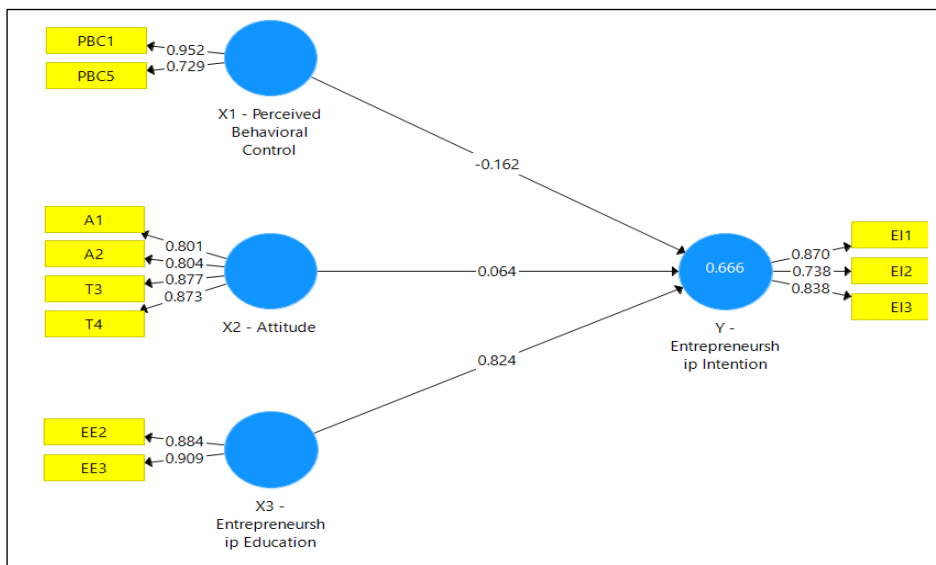 PBC1
0.952
PBC5
0.729
X1 - Perceived
Behavioral
Control
-0.162
A1
0.801
A2
0.804
T3
0.877
T4
0.873
X2 - Attitude
0.064
EE2
0.884
EE3
0.909
X3 -
Entrepreneursh
ip Education
0.824
0.666
Y -
Entrepreneursh
ip Intention
EI1
0.870
EI2
0.738
EI3
0.838